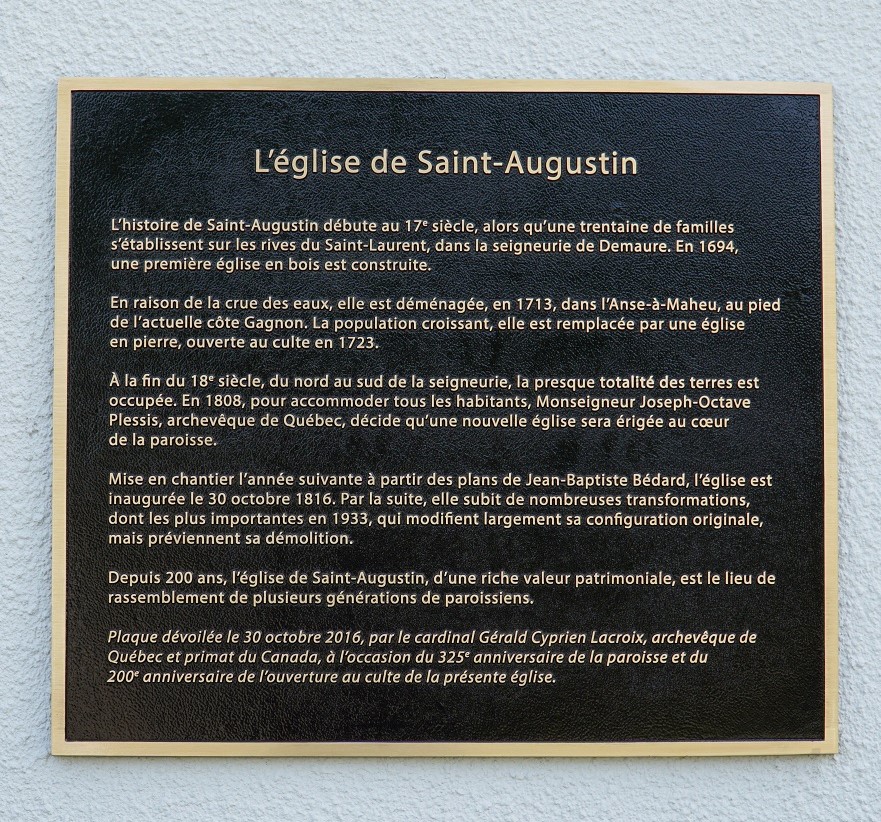 L'église de Saint-Augustin
L'histoire de Saint-Augustin débute au 17e siècle, alors qu'une trentaine de familles
s'établissent sur les rives du Saint-Laurent, dans la seigneurie de Demaure. En 1694,
une première église en bois est construite.
En raison de la crue des eaux, elle est déménagée, en 1713, dans l'Anse-à-Maheu, au pied
de l'actuelle côte Gagnon. La population croissant, elle est remplacée par une église
en pierre, ouverte au culte en 1723.
À la fin du 18e siècle, du nord au sud de la seigneurie, la presque totalité des terres est
occupée. En 1808, pour accommoder tous les habitants, Monseigneur Joseph-Octave
Plessis, archevêque de Québec, décide qu'une nouvelle église sera érigée au cœur
de la paroisse.
Mise en chantier l'année suivante à partir des plans de Jean-Baptiste Bédard, l'église est
inaugurée le 30 octobre 1816. Par la suite, elle subit de nombreuses transformations,
dont les plus importantes en 1933, qui modifient largement sa configuration originale,
mais préviennent sa démolition.
Depuis 200 ans, l'église de Saint-Augustin, d'une riche valeur patrimoniale, est le lieu de
rassemblement de plusieurs générations de paroissiens.
Plaque dévoilée le 30 octobre 2016, par le cardinal Gérald Cyprien Lacroix, archevêque de
Québec et primat du Canada, à l'occasion du 325e anniversaire de la paroisse et du
200e anniversaire de l'ouverture au culte de la présente église.